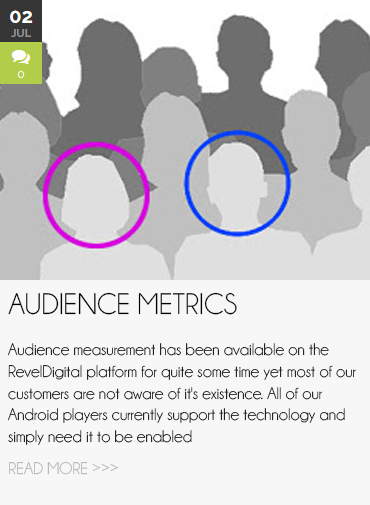 02
JUL
0
AUDIENCE METRICS
Audience measurement has been available on the
RevelDigital platform for quite some time yet most of our
customers are not aware of it's existence. All of our
Android players currently support the technology and
simply need it to be enabled
READ MORE >>>